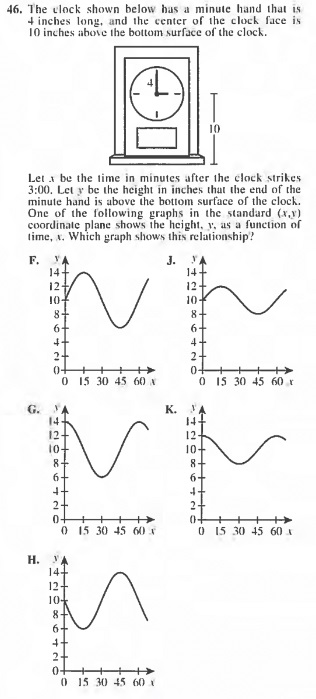 46. The clock shown below has a minute hand that is
4 inches long, and the center of the clock face is
10 inches above the bottom surface of the clock.
4
10
Let x be the time in minutes after the clock strikes
3:00. Let y be the height in inches that the end of the
minute hand is above the bottom surface of the clock.
One of the following graphs in the standard (x,y)
coordinate plane shows the height, y, as a function of
time, x. Which graph shows this relationship?
F.
y
14
12
10
8
6
4
2
0
0 15 30 45 60 x
J.
y
14
12
10
8
6
4
2
0
0 15 30 45 60 x
G.
y
14
12
10
8
6
4
2
0
0 15 30 45 60 x
K.
y
14
12
10
8
6
4
2
0
0 15 30 45 60 x
H.
y
14
12
10
8
6
4
2
0
0 15 30 45 60 x